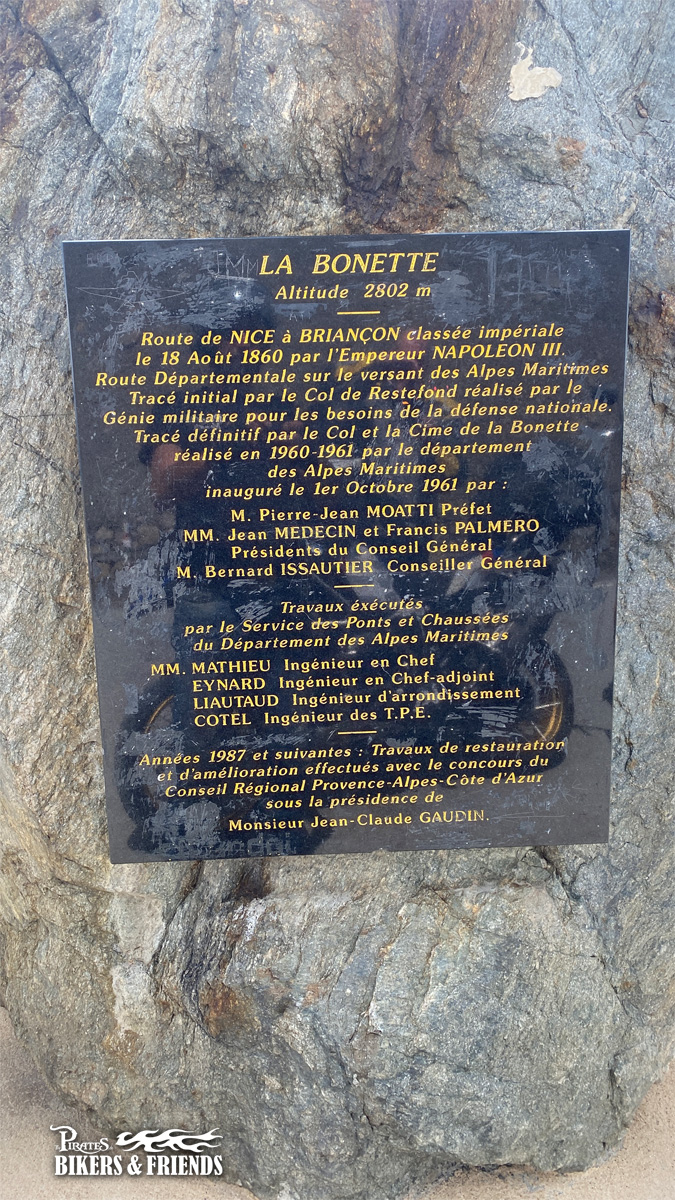 LA BONETTE
Altitude 2802 m
Route de NICE à BRIANÇON classée impériale
le 18 Août 1860 par l'Empereur NAPOLEON III.
Route Départementale sur le versant des Alpes Maritimes
Tracé initial par le Col de Restefond réalisé par le
Génie militaire pour les besoins de la défense nationale.
Tracé définitif par le Col et la Cime de la Bonette
réalisé en 1960-1961 par le département
des Alpes Maritimes
inauguré le 1er Octobre 1961 par :
M. Pierre-Jean MOATTI Préfet
MM. Jean MEDECIN et Francis PALMERO
Présidents du Conseil Général
M. Bernard ISSAUTIER Conseiller Général
Travaux éxécutés
par le Service des Ponts et Chaussées
du Département des Alpes Maritimes
MM. MATHIEU Ingénieur en Chef
EYNARD Ingénieur en Chef-adjoint
LIAUTAUD Ingénieur d'arrondissement
COTEL Ingénieur des T.P.E.
Années 1987 et suivantes : Travaux de restauration
et d'amélioration effectués avec le concours du
Conseil Régional Provence-Alpes-Côte d'Azur
sous la présidence de
Monsieur Jean-Claude GAUDIN.
PIRATES
BIKERS & FRIENDS